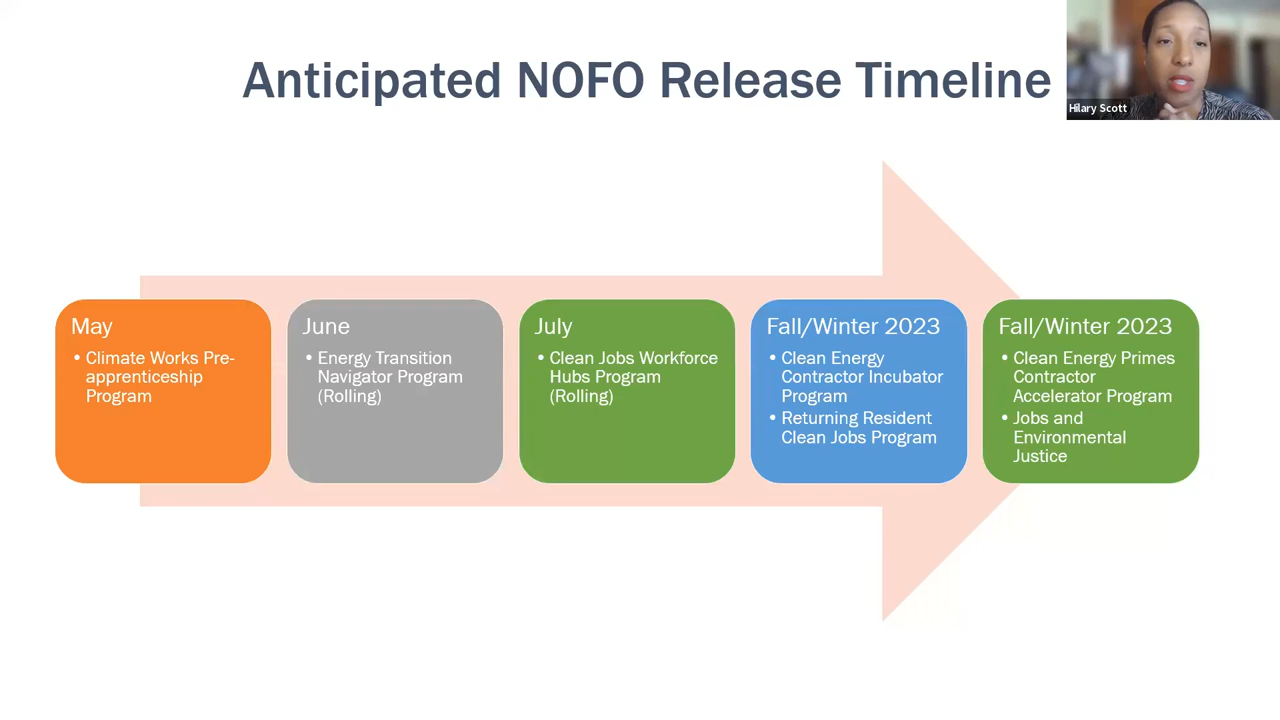 Anticipated NOFO Release Timeline
Hilary Scott
May
• Climate Works Pre-
apprenticeship
Program
June
• Energy Transition
Navigator Program
(Rolling)
July
• Clean Jobs Workforce
Hubs Program
(Rolling)
Fall/Winter 2023
• Clean Energy
Contractor Incubator
Program
• Returning Resident
Clean Jobs Program
Fall/Winter 2023
• Clean Energy Primes
Contractor
Accelerator Program
• Jobs and
Environmental
Justice